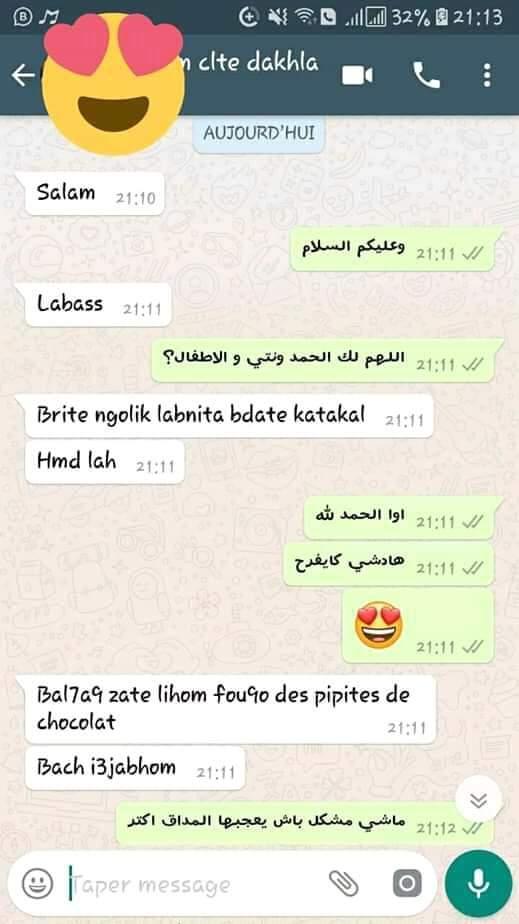 32% 21:13
clte dakhla
AUJOURD'HUI
Salam 21:10
وعليكم السلام 21:11
Labass 21:11
اللهم لك الحمد ونتي و الاطفال؟ 21:11
Brite ngolik labnita bdate katakal 21:11
Hmd lah 21:11
اوا الحمد لله 21:11
هادشي كايفرح 21:11
21:11
Bal7a9 zate lihom fou9o des pipites de
chocolat 21:11
Bach i3jabhom 21:11
ماشي مشكل باش يعجبها المداق اكتر 21:12
Taper message